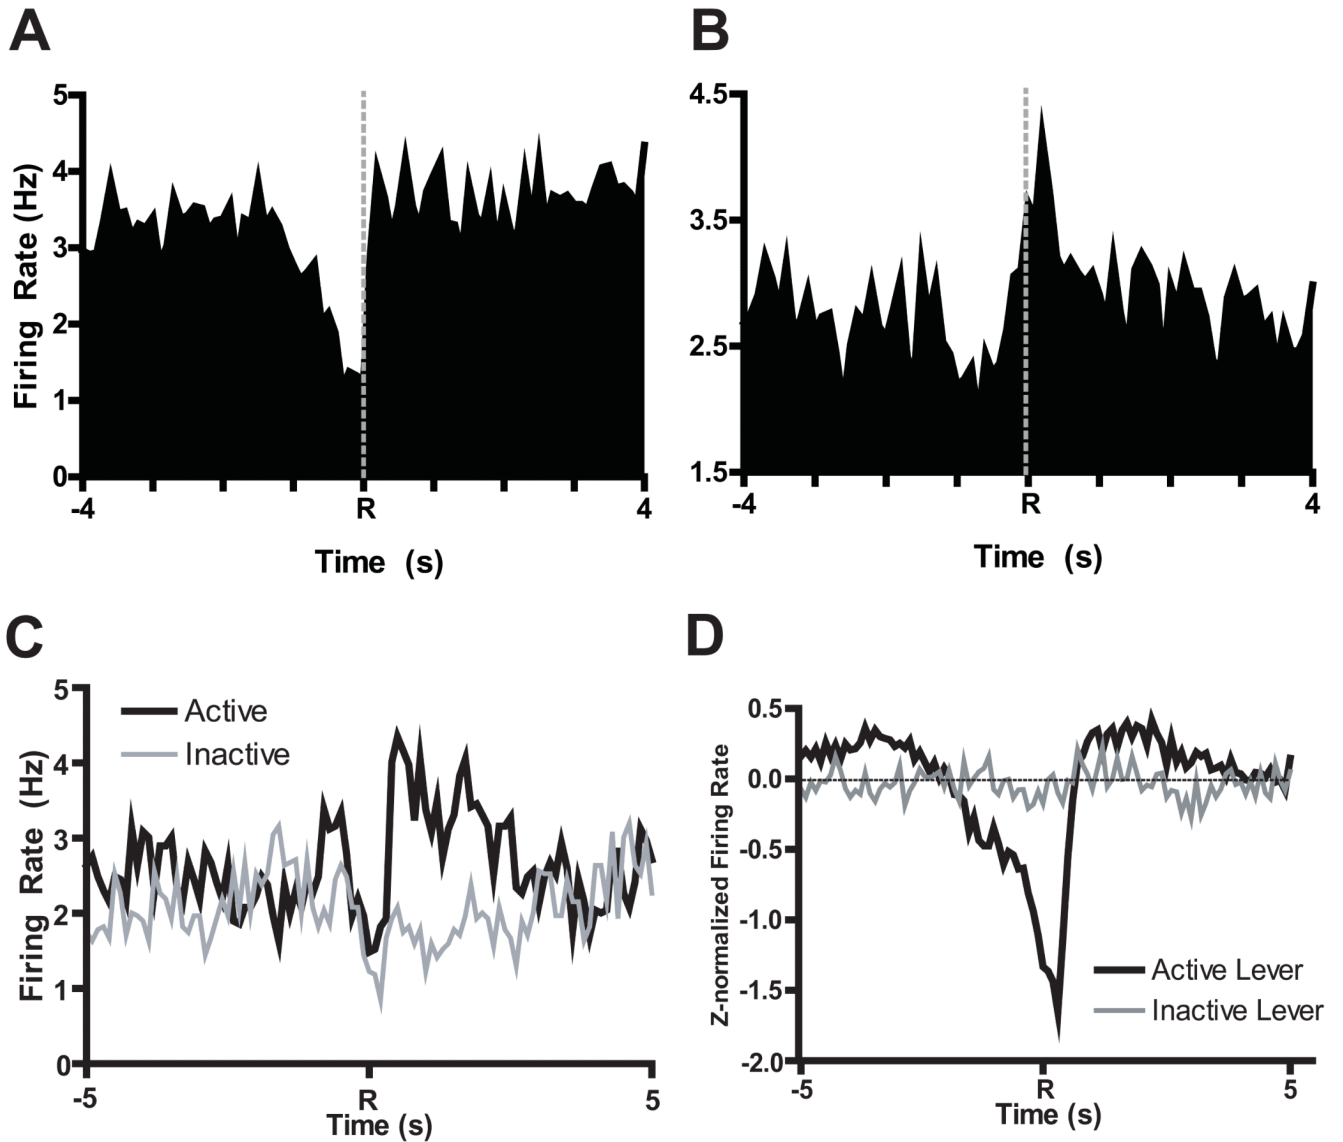 A
B
5
4
3
2
1
0
Firing Rate (Hz)
-4
R
4
Time (s)
4.5
3.5
2.5
1.5
-4
R
4
Time (s)
C
D
5
4
3
2
1
0
Firing Rate (Hz)
Active
Inactive
-5
R
5
Time (s)
0.5
0.0
-0.5
-1.0
-1.5
-2.0
Z-normalized Firing Rate
Active Lever
Inactive Lever
-5
R
5
Time (s)